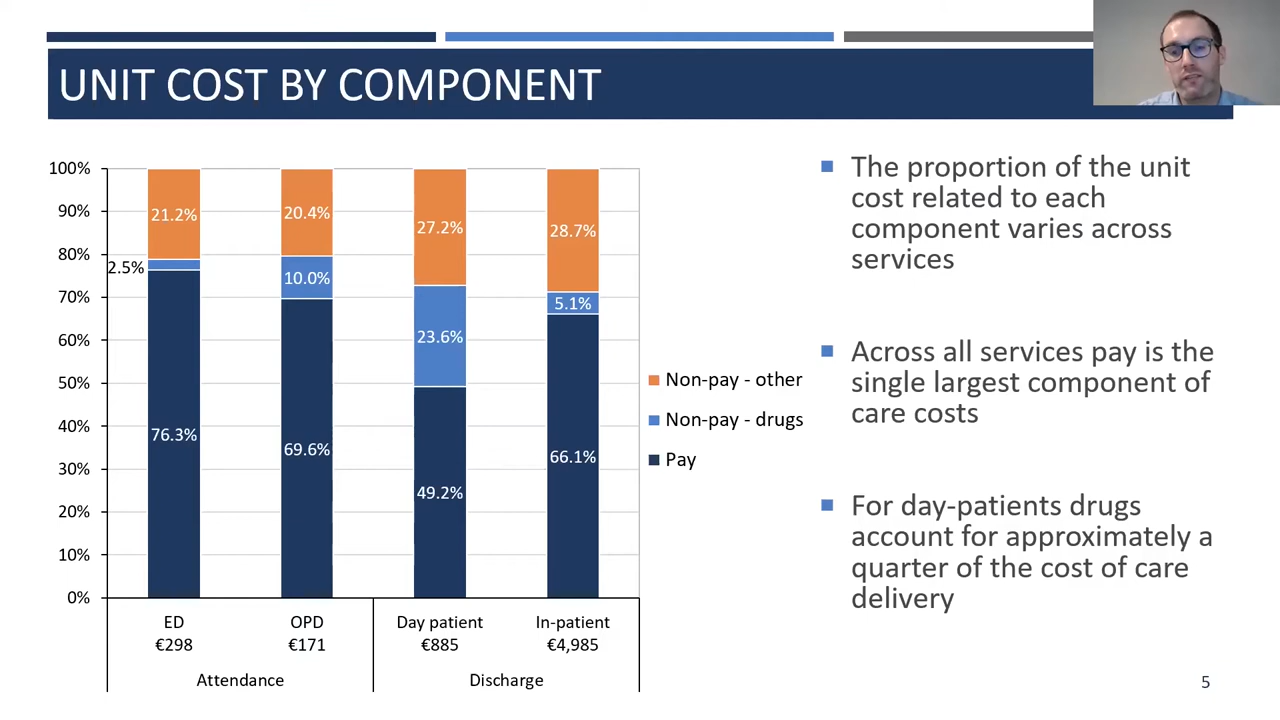 UNIT COST BY COMPONENT
100%
90%
80%
70%
60%
50%
40%
30%
20%
10%
0%
21.2%
2.5%
76.3%
20.4%
10.0%
69.6%
27.2%
23.6%
49.2%
28.7%
5.1%
66.1%
ED
€298
OPD
€171
Day patient
€885
In-patient
€4,985
Attendance
Discharge
Non-pay - other
Non-pay - drugs
Pay
The proportion of the unit
cost related to each
component varies across
services
Across all services pay is the
single largest component of
care costs
For day-patients drugs
account for approximately a
quarter of the cost of care
delivery
5